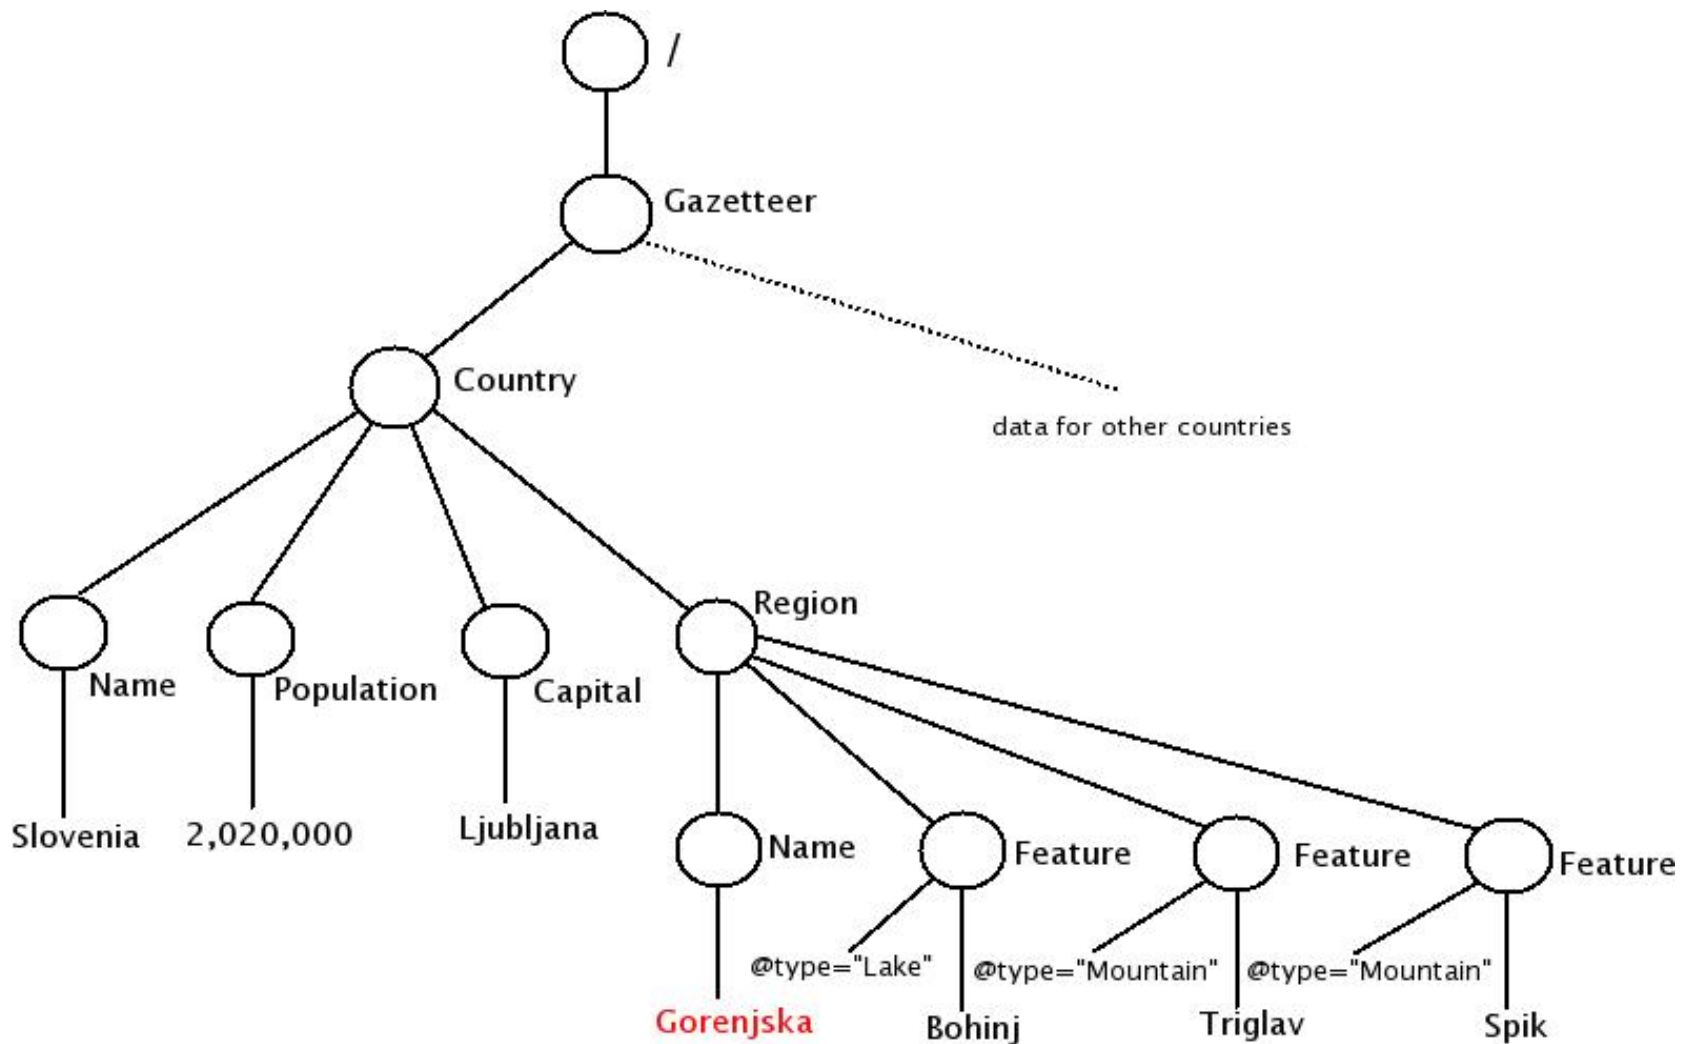 /
Gazetteer
Country
data for other countries
Region
Name
Population
Capital
Slovenia
2,020,000
Ljubljana
Name
Feature
Feature
Feature
@type="Lake"
@type="Mountain"
@type="Mountain"
Gorenjska
Bohinj
Triglav
Spik